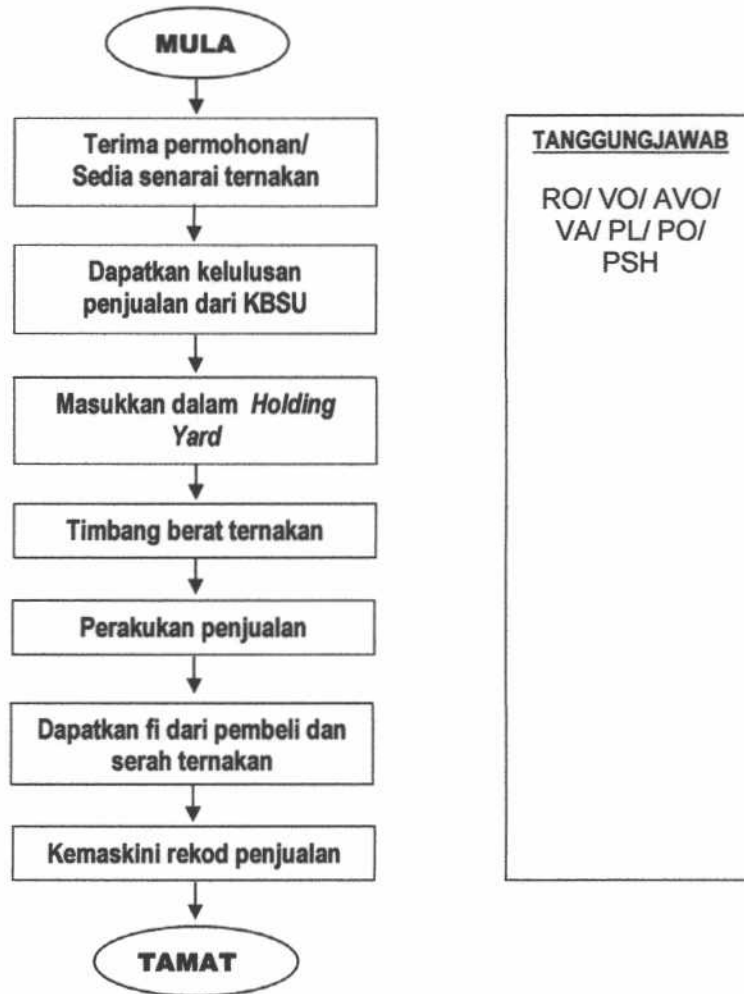 MULA
Terima permohonan/
Sedia senarai ternakan
Dapatkan kelulusan
penjualan dari KBSU
Masukkan dalam Holding
Yard
Timbang berat ternakan
Perakukan penjualan
Dapatkan fi dari pembeli dan
serah ternakan
Kemaskini rekod penjualan
TAMAT
TANGGUNGJAWAB
RO/ VO/ AVO/
VA/ PL/ PO/
PSH